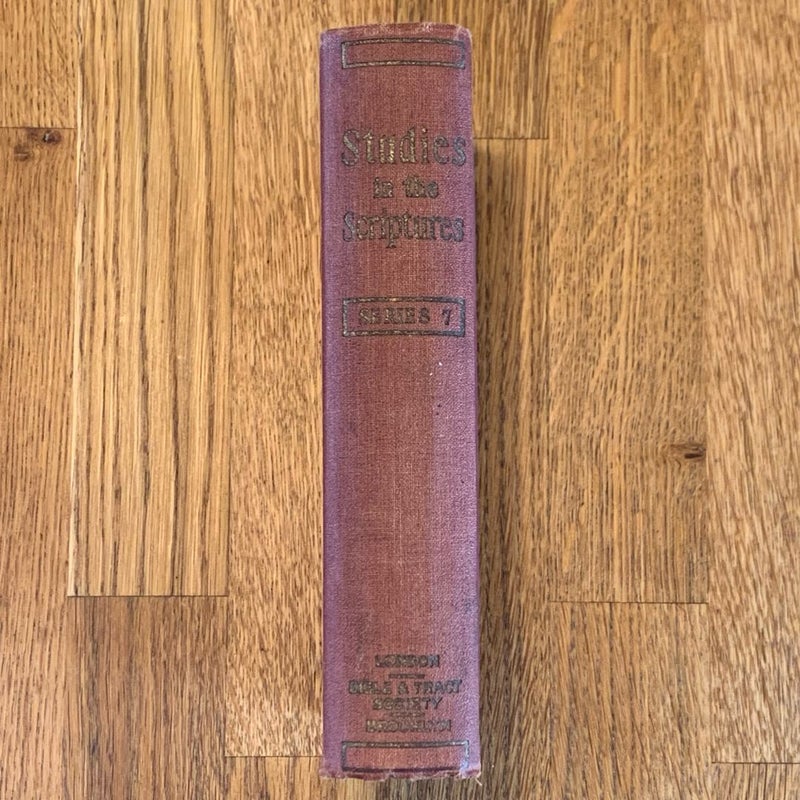 Studies
in the
Scriptures
SERIES 7
LONDON
BIBLE & TRACT
SOCIETY
BROOKLYN